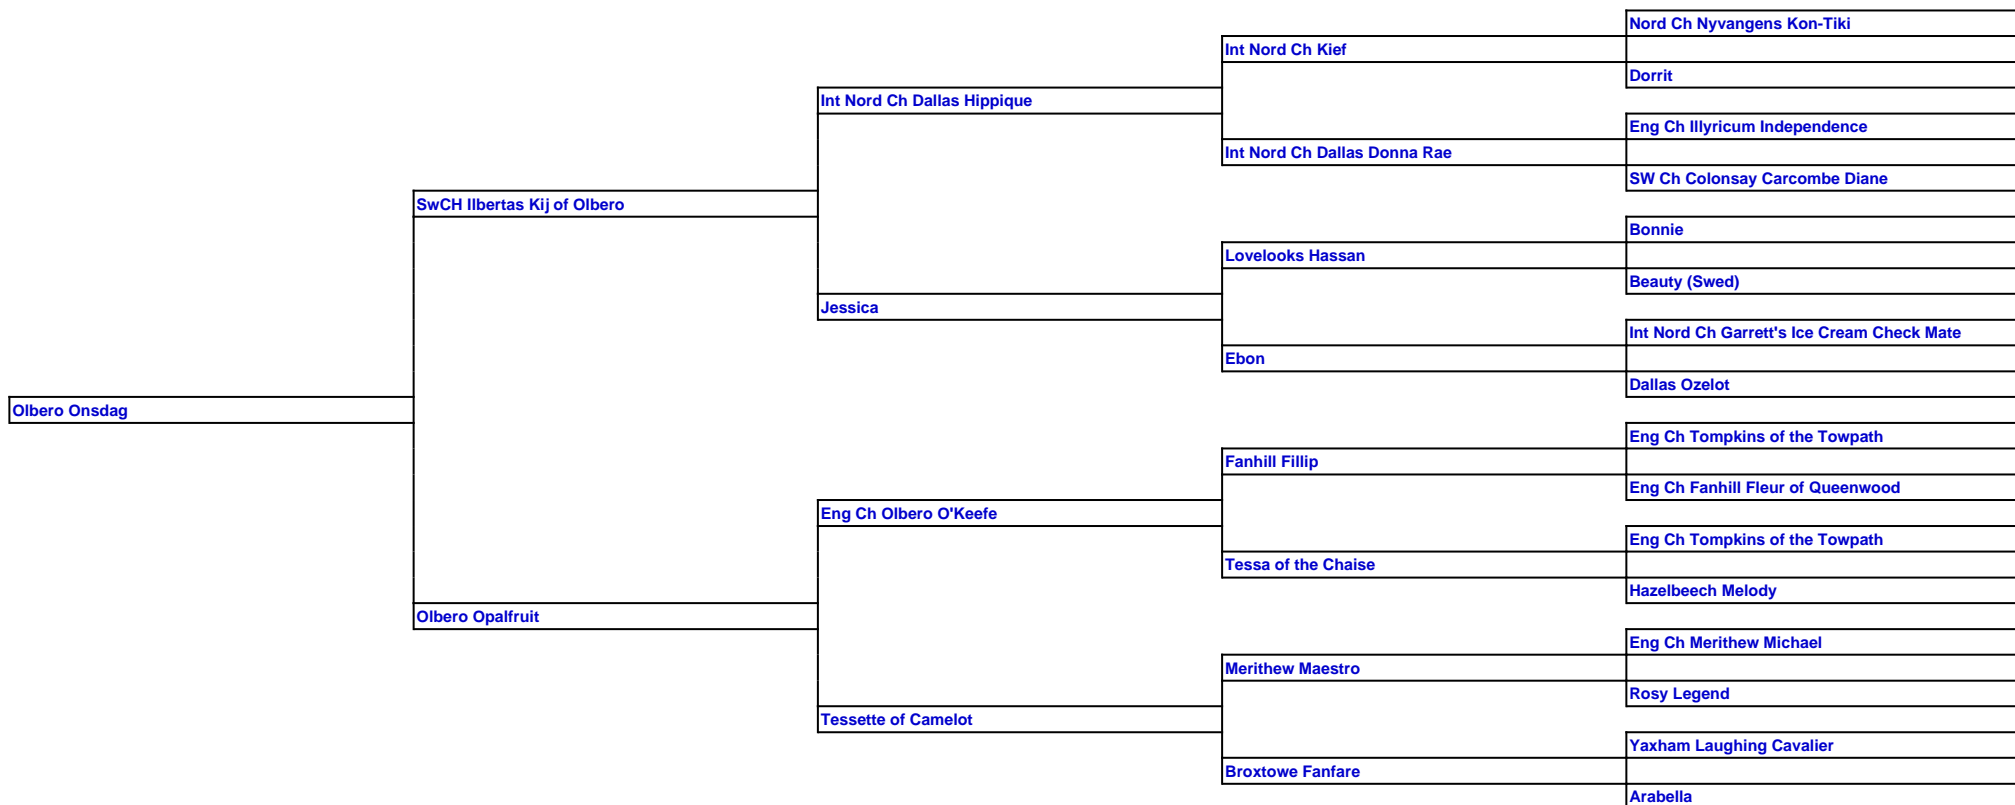 Nord Ch Nyvangens Kon-Tiki
Int Nord Ch Kief
Dorrit
Int Nord Ch Dallas Hippique
Eng Ch Illyricum Independence
Int Nord Ch Dallas Donna Rae
SW Ch Colonsay Carcombe Diane
SwCH Ilbertas Kij of Olbero
Bonnie
Lovelooks Hassan
Beauty (Swed)
Jessica
Int Nord Ch Garrett's Ice Cream Check Mate
Ebon
Dallas Ozelot
Olbero Onsdag
Eng Ch Tompkins of the Towpath
Fanhill Fillip
Eng Ch Fanhill Fleur of Queenwood
Eng Ch Olbero O'Keefe
Eng Ch Tompkins of the Towpath
Tessa of the Chaise
Hazelbeech Melody
Olbero Opalfruit
Eng Ch Merithew Michael
Merithew Maestro
Rosy Legend
Tessette of Camelot
Yaxham Laughing Cavalier
Broxtowe Fanfare
Arabella